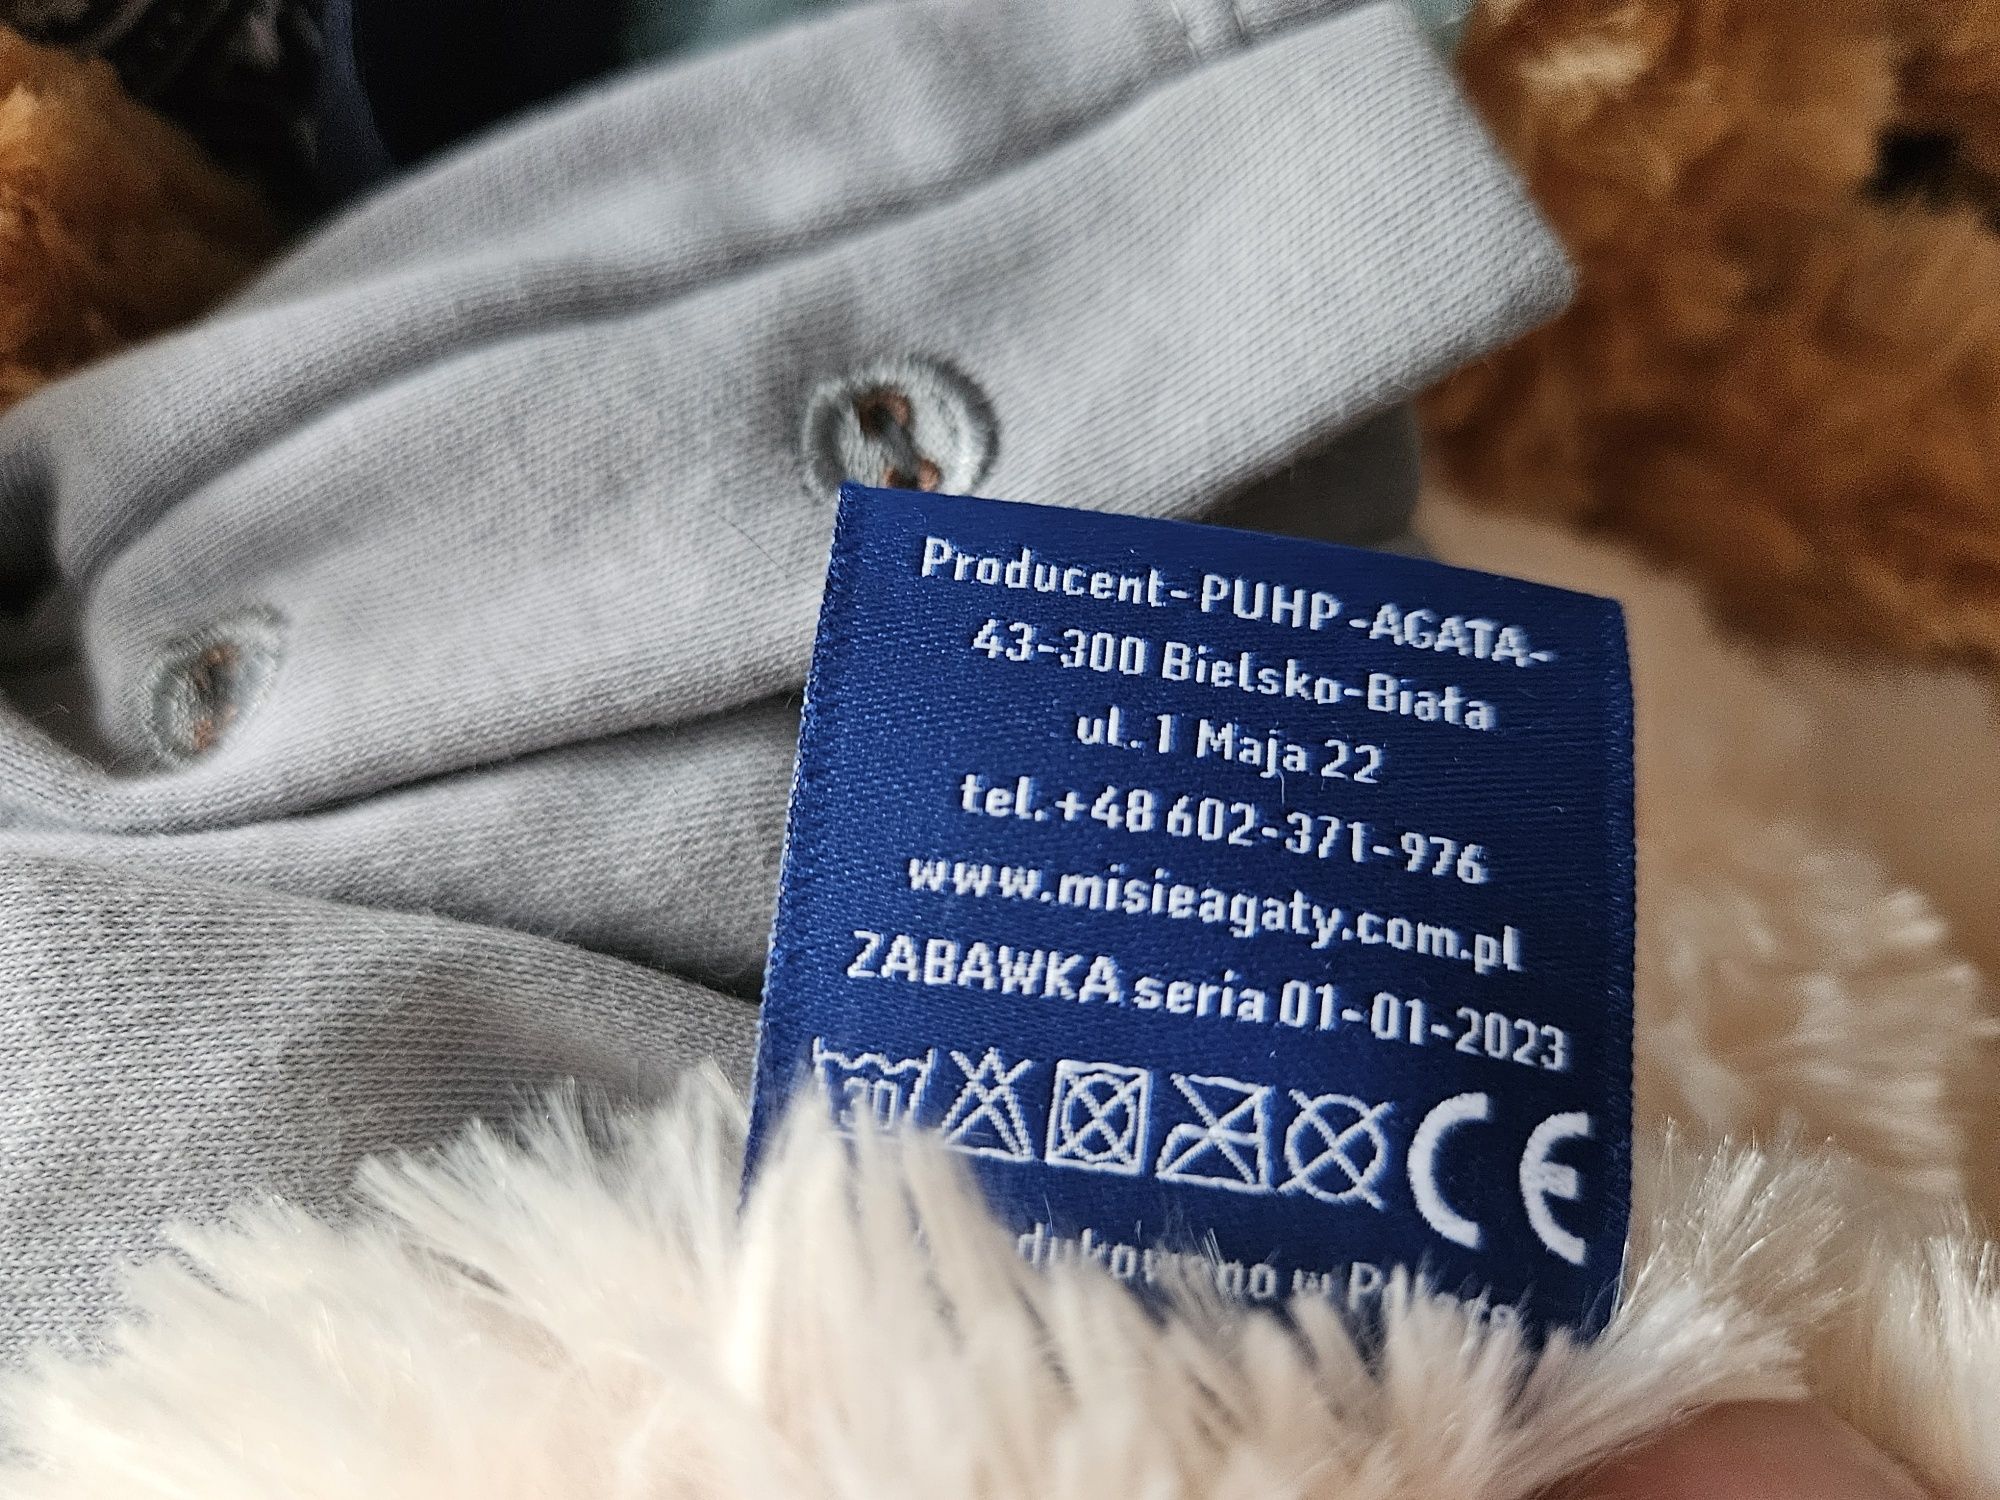 Producent- PUHP -AGATA-
43-300 Bielsko-Biała
ul. 1 Maja 22
tel. +48 602-371-976
www.misieagaty.com.pl
ZABAWKA seria 01-01-2023
30 CE
w